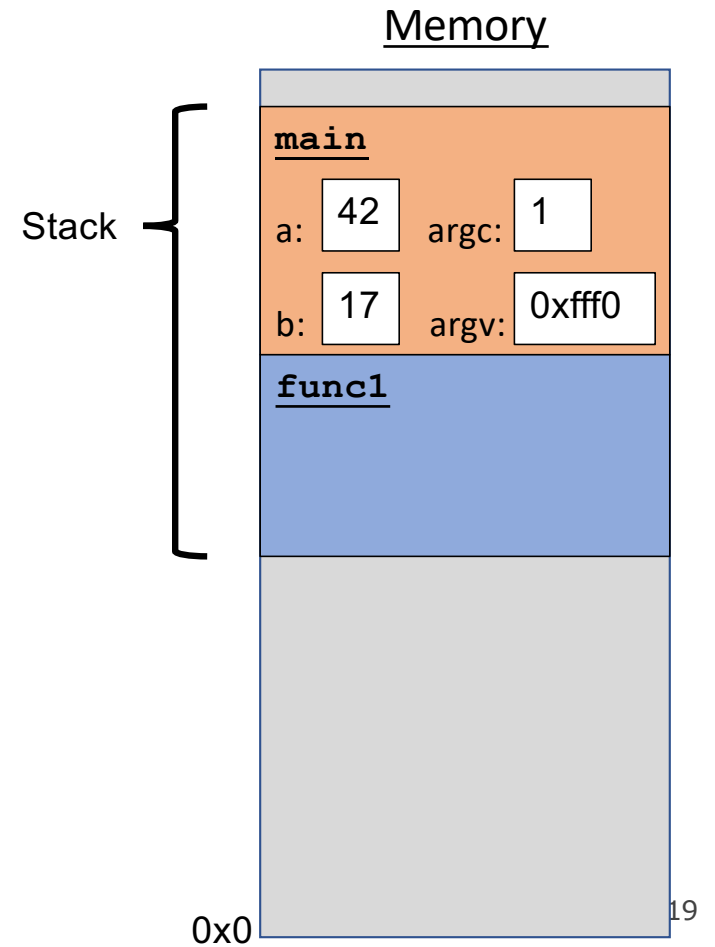 Memory
main
Stack
a: 42 argc: 1
b: 17 argv: 0xfff0
func1
19
0x0